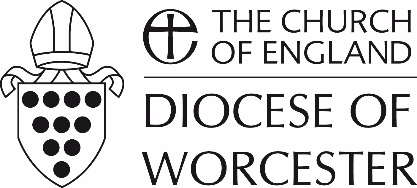 THE CHURCH
OF ENGLAND
DIOCESE OF
WORCESTER